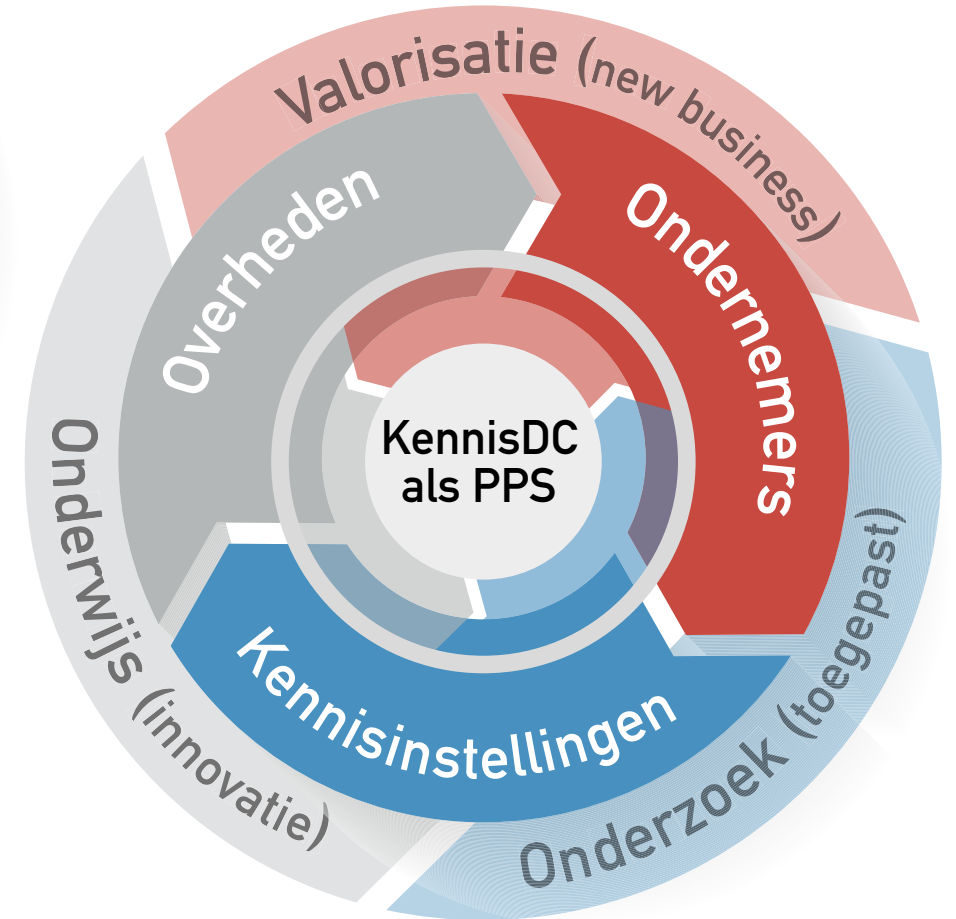 Valorisatie (new business)
Overheden
Ondernemers
KennisDC
als PPS
Kennisinstellingen
Onderwijs (innovatie)
Onderzoek (toegepast)